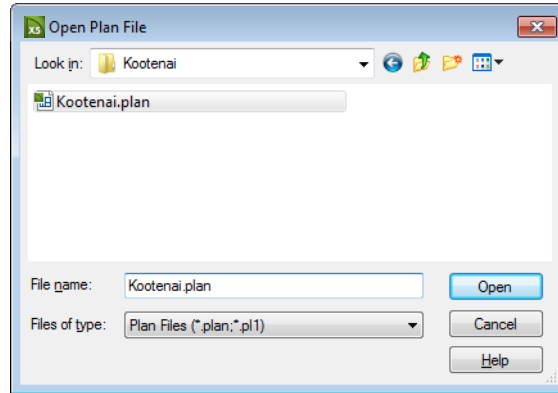 X5 Open Plan File
Look in: Kootenai
Kootenai.plan
File name: Kootenai.plan Open
Files of type: Plan Files (*.plan;*.pl1) Cancel
Help